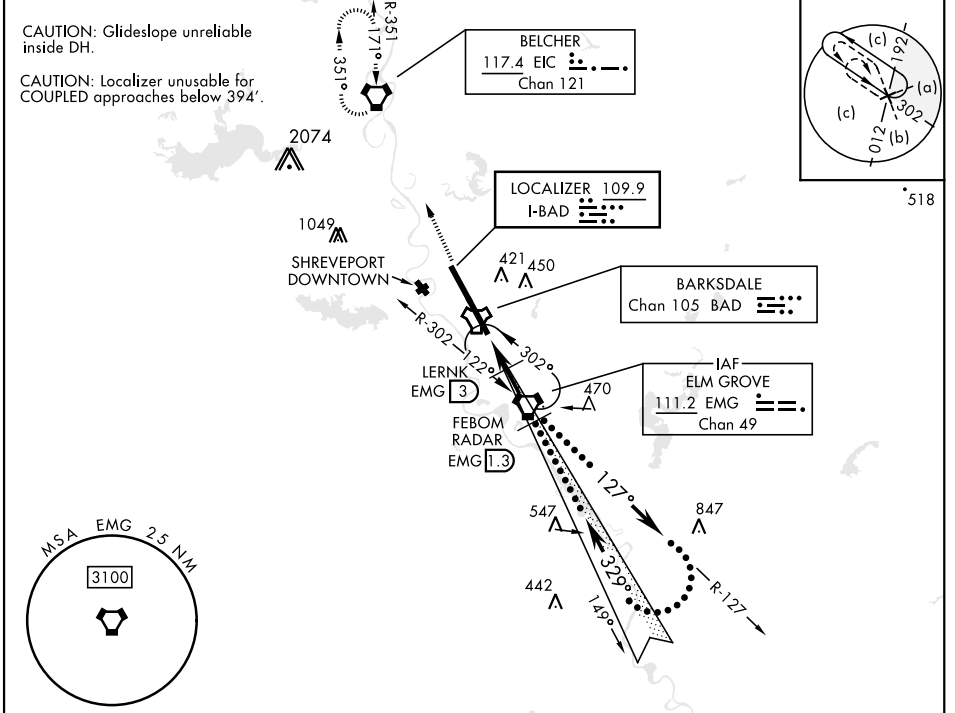 CAUTION: Glideslope unreliable
inside DH.
CAUTION: Localizer unusable for
COUPLED approaches below 394'.
R-351
171°
351°
BELCHER
117.4 EIC
Chan 121
(c)
192
(a)
302
(b)
012
(c)
518
2074
LOCALIZER 109.9
I-BAD
1049
SHREVEPORT
DOWNTOWN
421
450
BARKSDALE
Chan 105 BAD
R-302
122°
302°
LERNK
EMG 3
470
IAF
ELM GROVE
111.2 EMG
Chan 49
FEBOM
RADAR
EMG 1.3
127°
547
847
329°
442
149°
R-127
MSA EMG 25 NM
3100